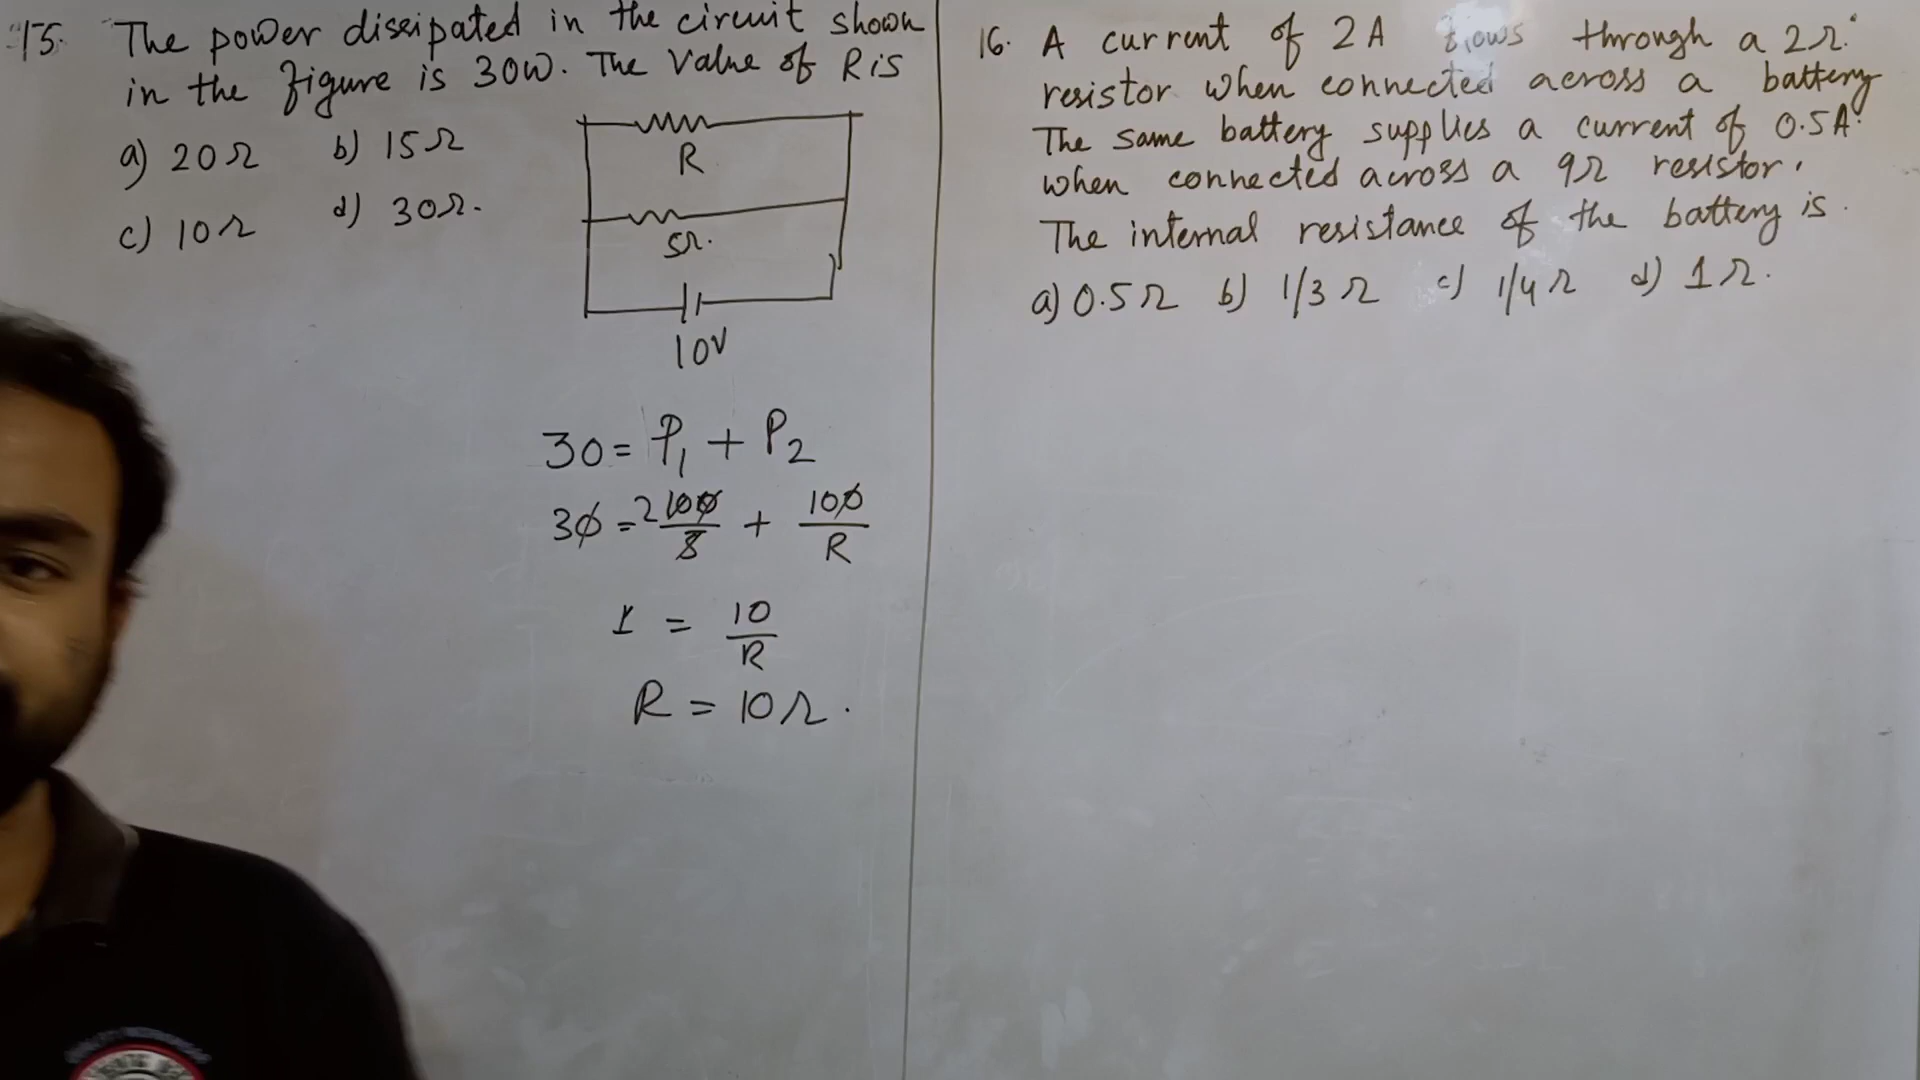 15. The power dissipated in the circuit shown
in the figure is 30W. The value of R is
a) 20Ω b) 15Ω
c) 10Ω d) 30Ω.
R
5Ω.
10V
30 = P₁ + P₂
30 = 2 100/5 + 100/R
1 = 10/R
R = 10Ω.
16. A current of 2A flows through a 2Ω.
resistor when connected across a battery
The same battery supplies a current of 0.5A.
when connected across a 9Ω resistor.
The internal resistance of the battery is.
a) 0.5Ω b) 1/3 Ω c) 1/4 Ω d) 1Ω.